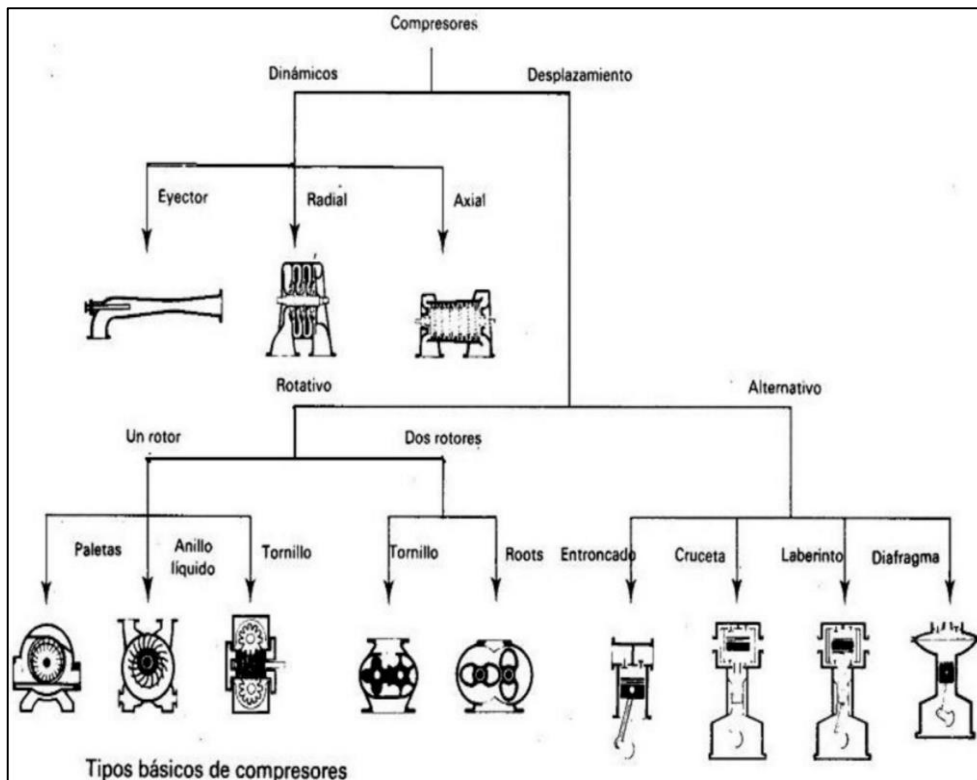 Compresores
Dinámicos
Desplazamiento
Eyector
Radial
Axial
Rotativo
Alternativo
Un rotor
Dos rotores
Paletas
Anillo
líquido
Tornillo
Tornillo
Roots
Entroncado
Cruceta
Laberinto
Diafragma
Tipos básicos de compresores